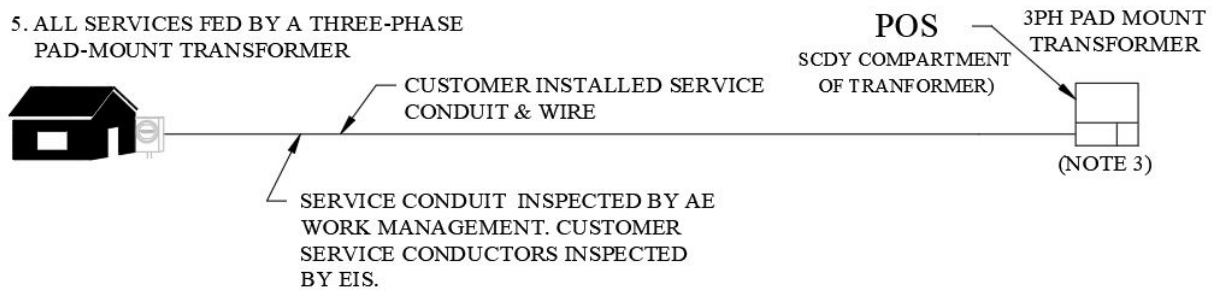 5. ALL SERVICES FED BY A THREE-PHASE
PAD-MOUNT TRANSFORMER
POS
SCDY COMPARTMENT
OF TRANFORMER)
3PH PAD MOUNT
TRANSFORMER
CUSTOMER INSTALLED SERVICE
CONDUIT & WIRE
(NOTE 3)
SERVICE CONDUIT INSPECTED BY AE
WORK MANAGEMENT. CUSTOMER
SERVICE CONDUCTORS INSPECTED
BY EIS.